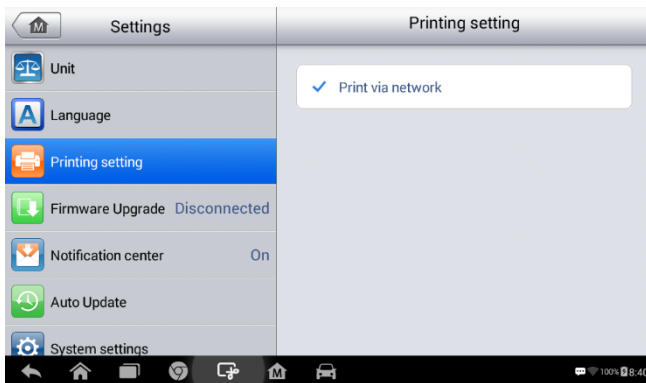 Settings
Printing setting
Unit
Print via network
A Language
Printing setting
Firmware Upgrade Disconnected
Notification center On
Auto Update
System settings
M
M
100% 8:40